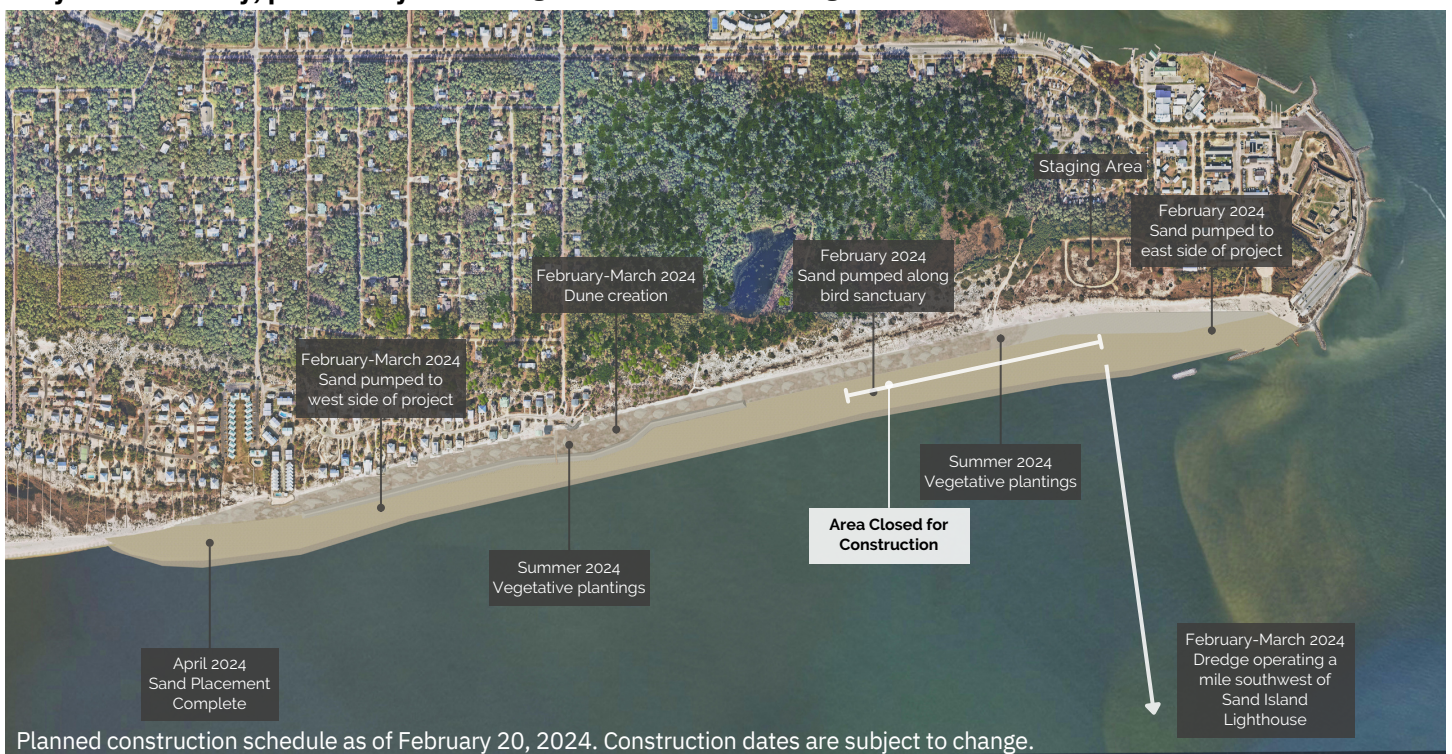 Staging Area
February 2024
Sand pumped to
east side of project
February 2024
Sand pumped along
bird sanctuary
February-March 2024
Dune creation
February-March 2024
Sand pumped to
west side of project
Summer 2024
Vegetative plantings
Area Closed for
Construction
Summer 2024
Vegetative plantings
April 2024
Sand Placement
Complete
February-March 2024
Dredge operating a
mile southwest of
Sand Island
Lighthouse
Planned construction schedule as of February 20, 2024. Construction dates are subject to change.